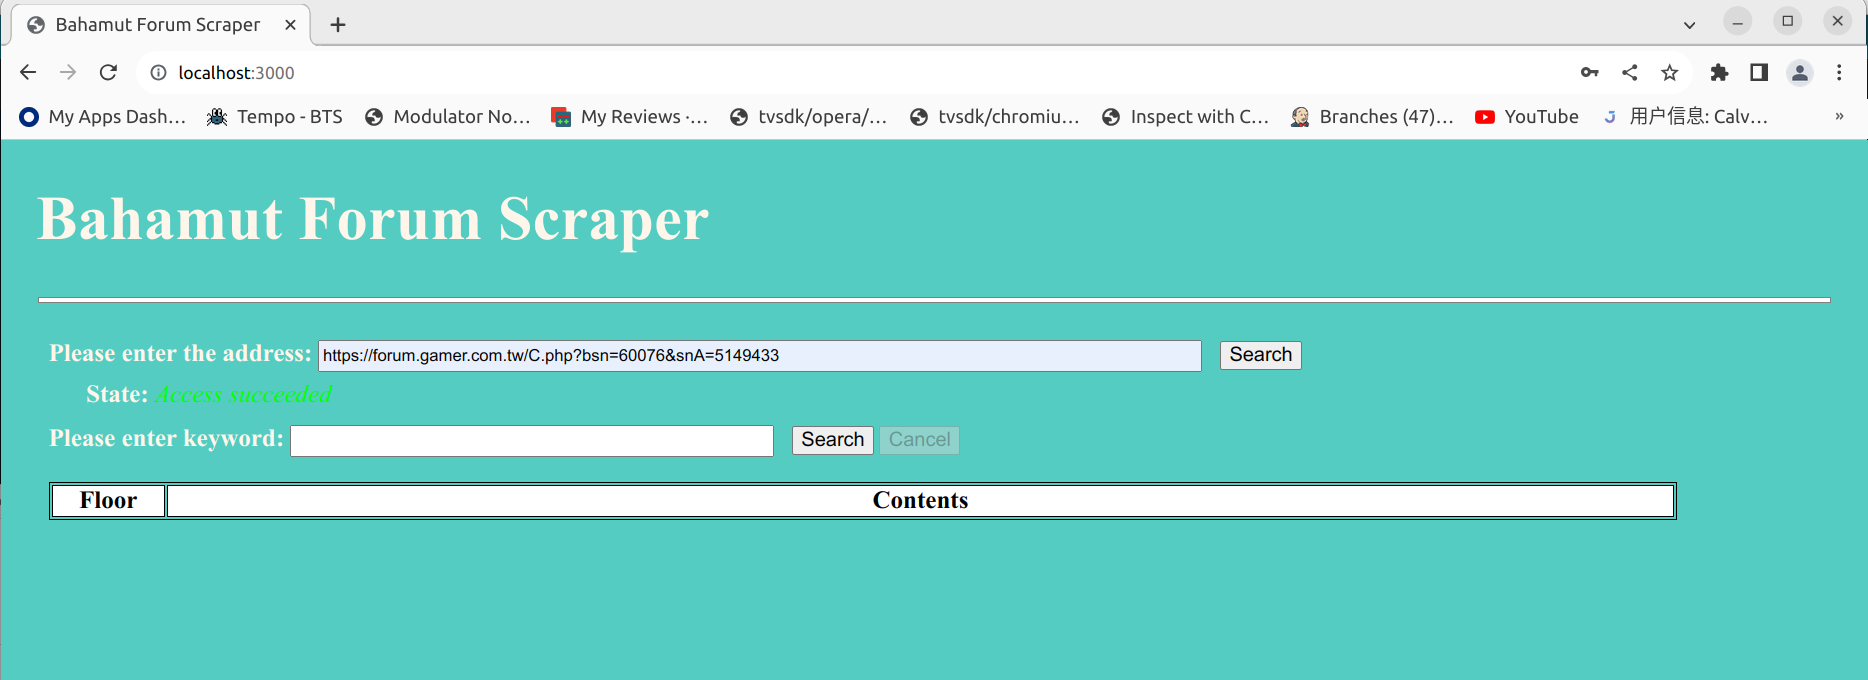 Bahamut Forum Scraper
localhost:3000
My Apps Dash... Tempo - BTS Modulator No... My Reviews ·... tvsdk/opera/... tvsdk/chromiu... Inspect with C... Branches (47)... YouTube 用户信息: Calv... »
Bahamut Forum Scraper
Please enter the address: https://forum.gamer.com.tw/C.php?bsn=60076&snA=5149433 Search
State: Access succeeded
Please enter keyword: Search Cancel
Floor Contents